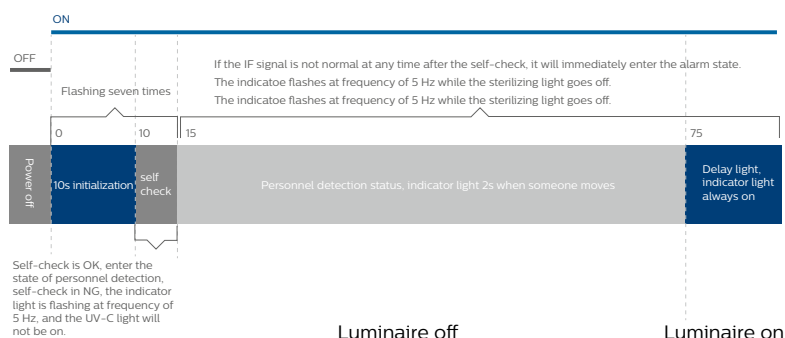 ON
OFF
If the IF signal is not normal at any time after the self-check, it will immediately enter the alarm state.
The indicatoe flashes at frequency of 5 Hz while the sterilizing light goes off.
The indicatoe flashes at frequency of 5 Hz while the sterilizing light goes off.
Flashing seven times
0
10
15
75
Power off
10s initialization
self
check
Personnel detection status, indicator light 2s when someone moves
Delay light,
indicator light
always on
Self-check is OK, enter the
state of personnel detection,
self-check in NG, the indicator
light is flashing at frequency of
5 Hz, and the UV-C light will
not be on.
Luminaire off
Luminaire on